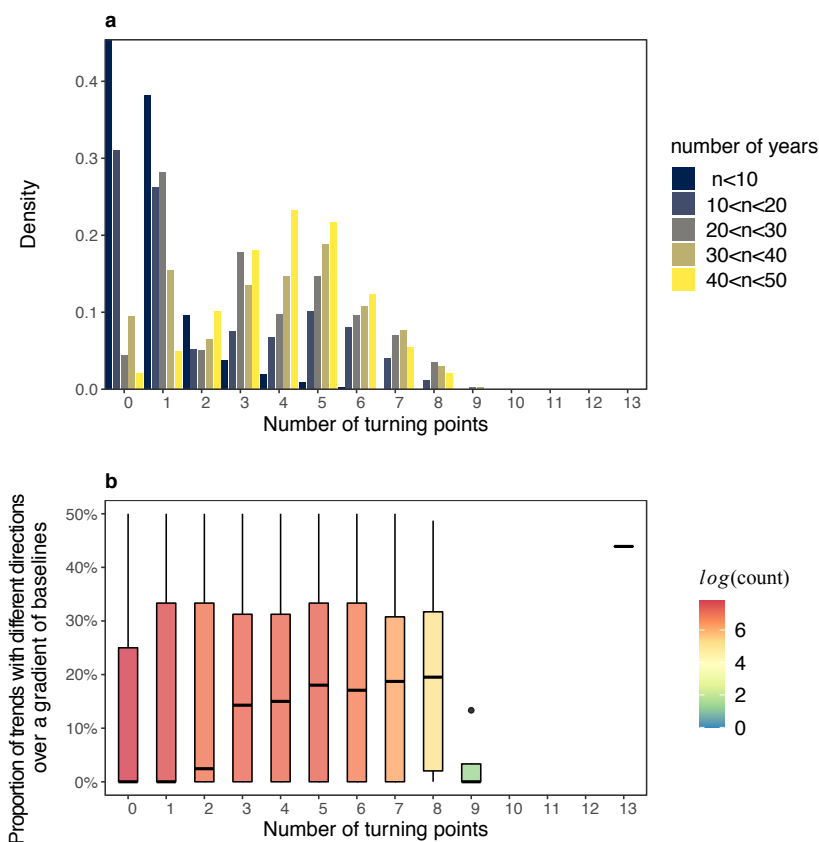 a
0.4
0.3
0.2
0.1
0.0
Density
0 1 2 3 4 5 6 7 8 9 10 11 12 13
Number of turning points
number of years
n<10
10<n<20
20<n<30
30<n<40
40<n<50
b
50%
40%
30%
20%
10%
0%
Proportion of trends with different directions
over a gradient of baselines
0 1 2 3 4 5 6 7 8 9 10 11 12 13
Number of turning points
log(count)
6
4
2
0